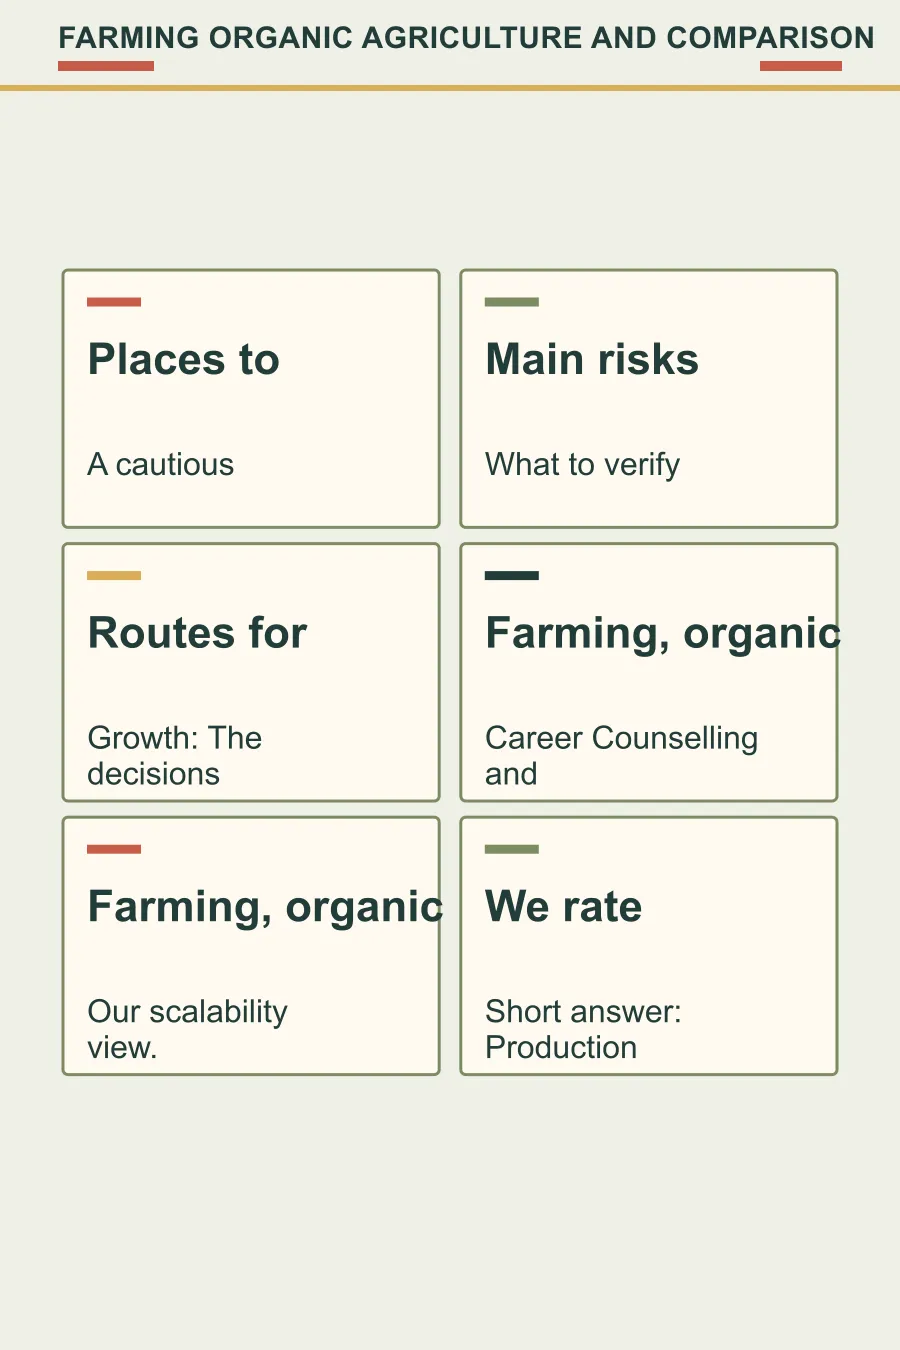 FARMING ORGANIC AGRICULTURE AND COMPARISON
Places to
A cautious
Main risks
What to verify
Routes for
Growth: The
decisions
Farming, organic
Career Counselling
and
Farming, organic
Our scalability
view.
We rate
Short answer:
Production